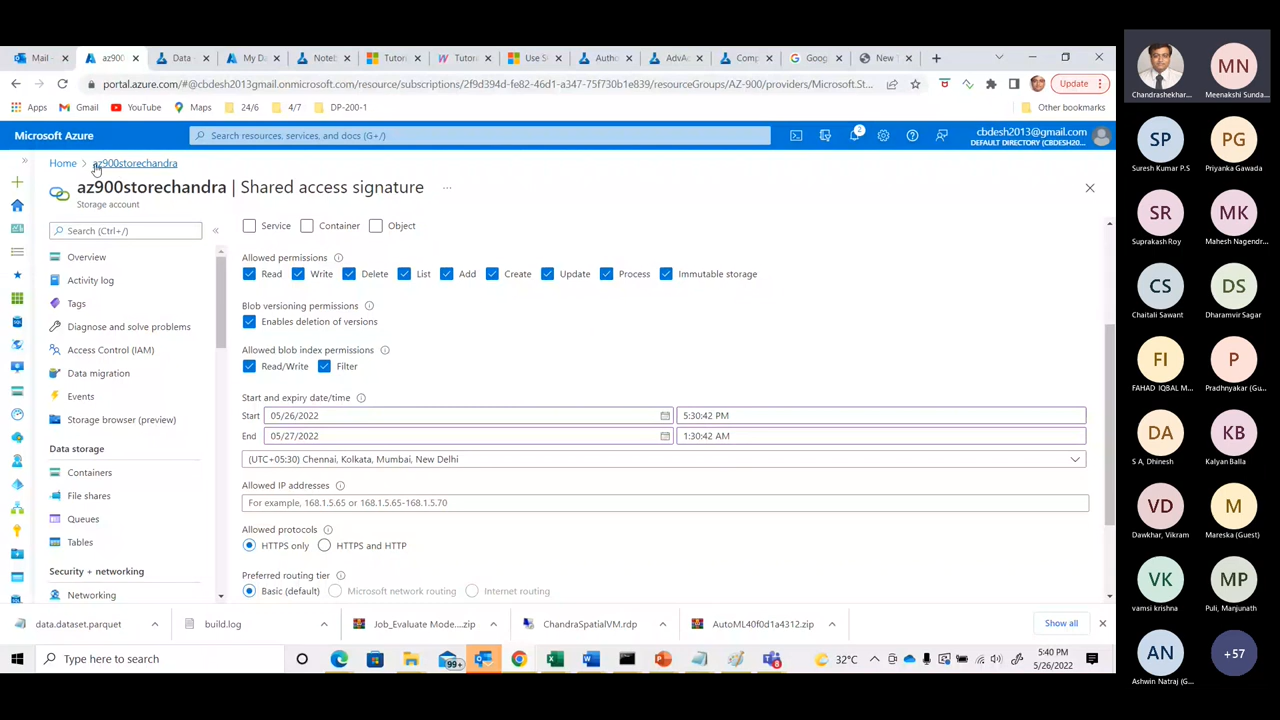 Mail -
az900
Data
My Da
Noteb
Tutori
Tutor
Use S
Autho
AdvAc
Comp
Goog
New
portal.azure.com/#@cbdesh2013gmail.onmicrosoft.com/resource/subscriptions/2f9d394d-fe82-46d1-a347-75f730b1e839/resourceGroups/AZ-900/providers/Microsoft.St...
Update
Apps Gmail YouTube Maps 24/6 4/7 DP-200-1 Other bookmarks
Microsoft Azure
Search resources, services, and docs (G+/)
2
cbdesh2013@gmail.com
DEFAULT DIRECTORY (CBDESH20...
Home > az900storechandra
az900storechandra | Shared access signature ...
Storage account
Search (Ctrl+/)
Overview
Activity log
Tags
Diagnose and solve problems
Access Control (IAM)
Data migration
Events
Storage browser (preview)
Data storage
Containers
File shares
Queues
Tables
Security + networking
Networking
Service Container Object
Allowed permissions
Read Write Delete List Add Create Update Process Immutable storage
Blob versioning permissions
Enables deletion of versions
Allowed blob index permissions
Read/Write Filter
Start and expiry date/time
Start 05/26/2022 5:30:42 PM
End 05/27/2022 1:30:42 AM
(UTC+05:30) Chennai, Kolkata, Mumbai, New Delhi
Allowed IP addresses
For example, 168.1.5.65 or 168.1.5.65-168.1.5.70
Allowed protocols
HTTPS only HTTPS and HTTP
Preferred routing tier
Basic (default) Microsoft network routing Internet routing
data.dataset.parquet
build.log
Job_Evaluate Mode....zip
ChandraSpatialVM.rdp
AutoML40f0d1a4312.zip
Show all
Type here to search
99+
32°C
5:40 PM
5/26/2022
Chandrashekhar...
MN
Meenakshi Sunda...
SP
Suresh Kumar P.S
PG
Priyanka Gawada
SR
Suprakash Roy
MK
Mahesh Nagendr...
CS
Chaitali Sawant
DS
Dharamvir Sagar
FI
FAHAD IQBAL M...
P
Pradhnyakar (Gu...
DA
S A, Dhinesh
KB
Kalyan Balla
VD
Dawkhar, Vikram
M
Mareska (Guest)
VK
vamsi krishna
MP
Puli, Manjunath
AN
Ashwin Natraj (G...
+57